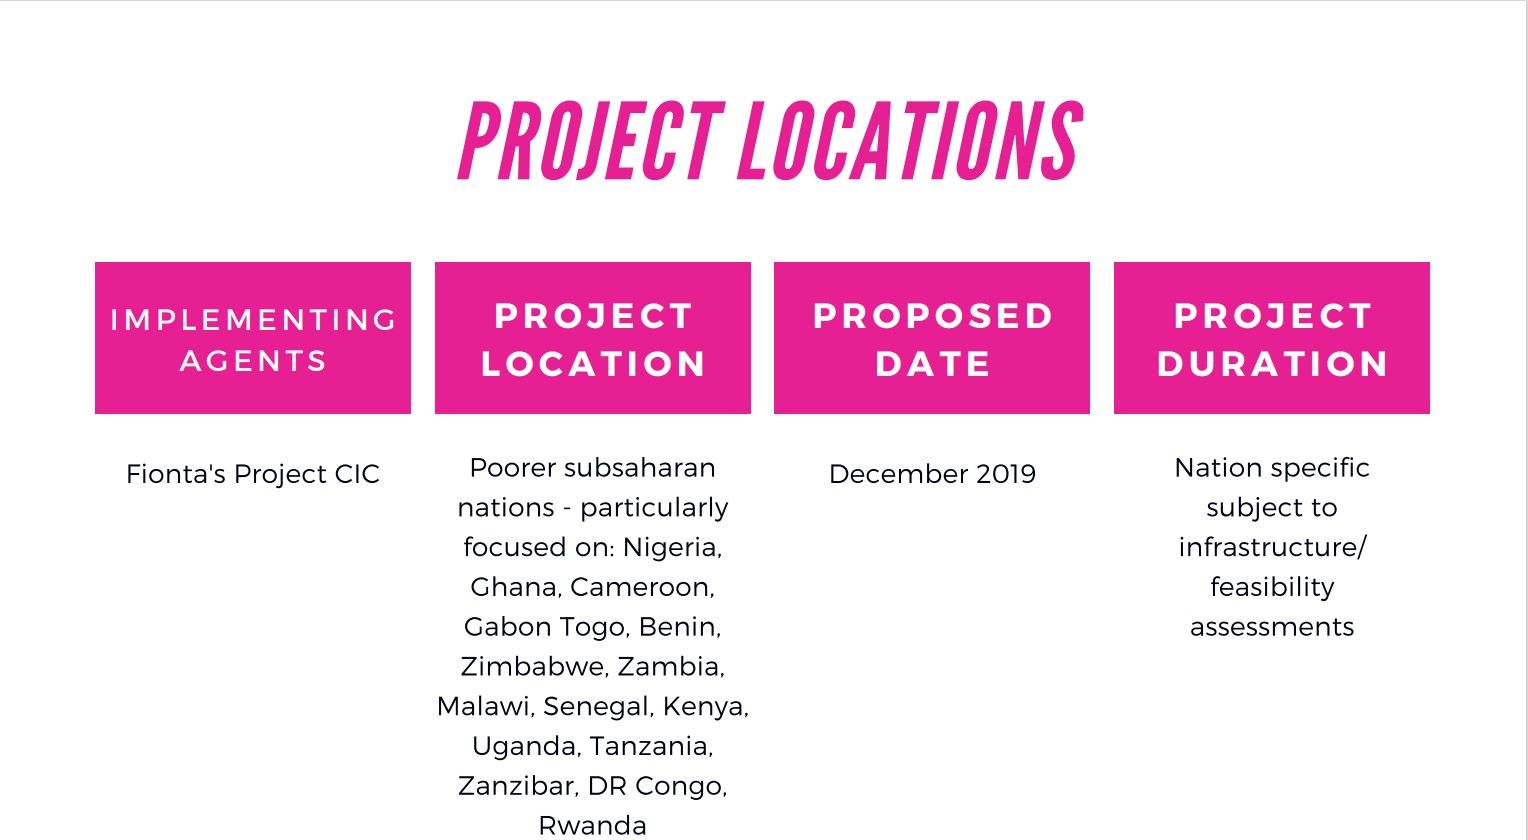 PROJECT LOCATIONS
IMPLEMENTING
AGENTS
Fionta's Project CIC
PROJECT
LOCATION
Poorer subsaharan
nations - particularly
focused on: Nigeria,
Ghana, Cameroon,
Gabon Togo, Benin,
Zimbabwe, Zambia,
Malawi, Senegal, Kenya,
Uganda, Tanzania,
Zanzibar, DR Congo,
Rwanda
PROPOSED
DATE
December 2019
PROJECT
DURATION
Nation specific
subject to
infrastructure/
feasibility
assessments